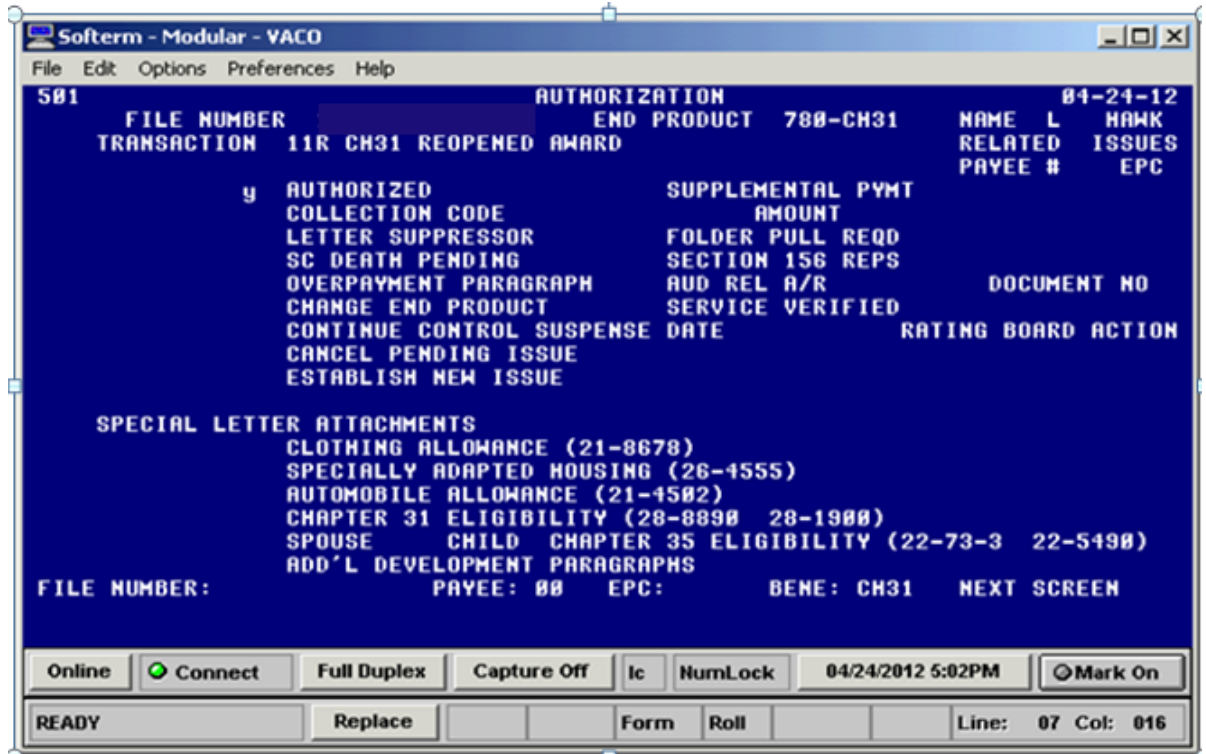 Softerm - Modular - VACO
File Edit Options Preferences Help
501 AUTHORIZATION 04-24-12
FILE NUMBER END PRODUCT 780-CH31 NAME L HAWK
TRANSACTION 11R CH31 REOPENED AWARD RELATED ISSUES
PAYEE # EPC
y AUTHORIZED SUPPLEMENTAL PYMT
COLLECTION CODE AMOUNT
LETTER SUPPRESSOR FOLDER PULL REQD
SC DEATH PENDING SECTION 156 REPS
OVERPAYMENT PARAGRAPH AUD REL A/R DOCUMENT NO
CHANGE END PRODUCT SERVICE VERIFIED
CONTINUE CONTROL SUSPENSE DATE RATING BOARD ACTION
CANCEL PENDING ISSUE
ESTABLISH NEW ISSUE
SPECIAL LETTER ATTACHMENTS
CLOTHING ALLOWANCE (21-8678)
SPECIALLY ADAPTED HOUSING (26-4555)
AUTOMOBILE ALLOWANCE (21-4502)
CHAPTER 31 ELIGIBILITY (28-8890 28-1900)
SPOUSE CHILD CHAPTER 35 ELIGIBILITY (22-73-3 22-5490)
ADD'L DEVELOPMENT PARAGRAPHS
FILE NUMBER: PAYEE: 00 EPC: BENE: CH31 NEXT SCREEN
Online Connect Full Duplex Capture Off Ic NumLock 04/24/2012 5:02PM Mark On
READY Replace Form Roll Line: 07 Col: 016